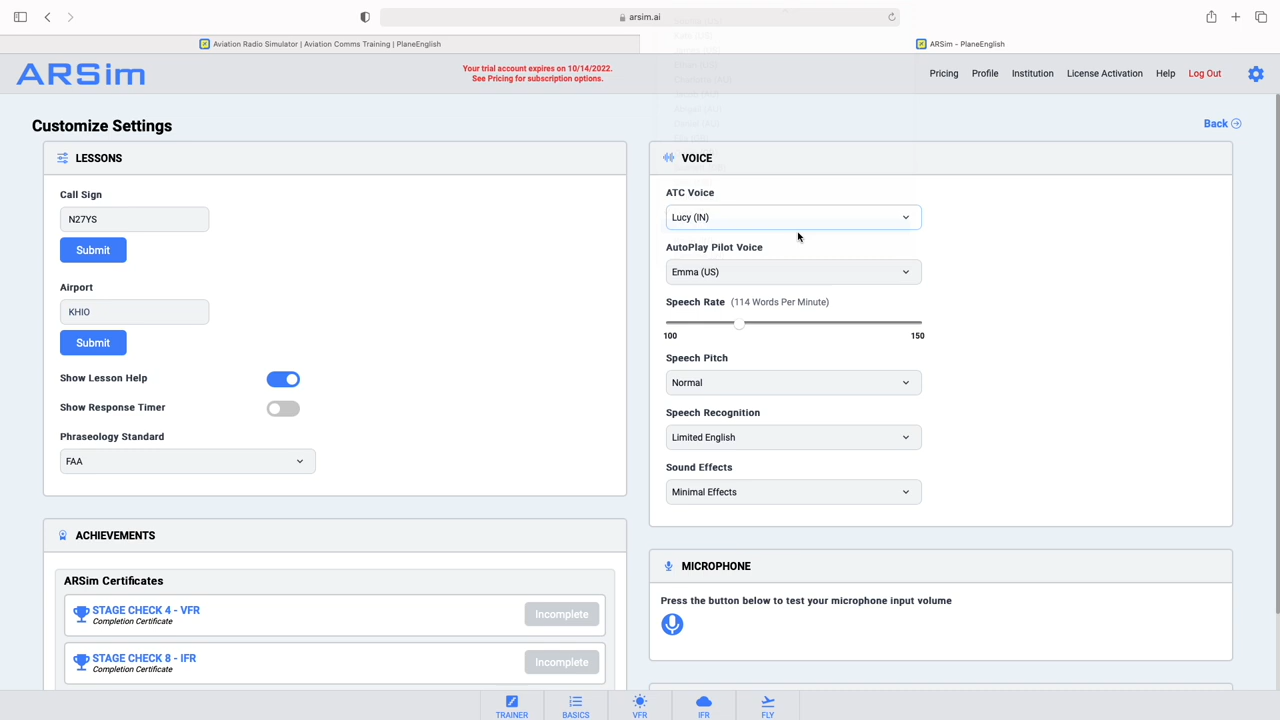 arsim.ai
Aviation Radio Simulator | Aviation Comms Training | PlaneEnglish
ARSim - PlaneEnglish
ARSim
Your trial account expires on 10/14/2022.
See Pricing for subscription options.
Pricing
Profile
Institution
License Activation
Help
Log Out
Customize Settings
Back
LESSONS
Call Sign
N27YS
Submit
Airport
KHIO
Submit
Show Lesson Help
Show Response Timer
Phraseology Standard
FAA
ACHIEVEMENTS
ARSim Certificates
STAGE CHECK 4 - VFR
Completion Certificate
Incomplete
STAGE CHECK 8 - IFR
Completion Certificate
Incomplete
VOICE
ATC Voice
Lucy (IN)
AutoPlay Pilot Voice
Emma (US)
Speech Rate (114 Words Per Minute)
100 150
Speech Pitch
Normal
Speech Recognition
Limited English
Sound Effects
Minimal Effects
MICROPHONE
Press the button below to test your microphone input volume
TRAINER
BASICS
VFR
IFR
FLY